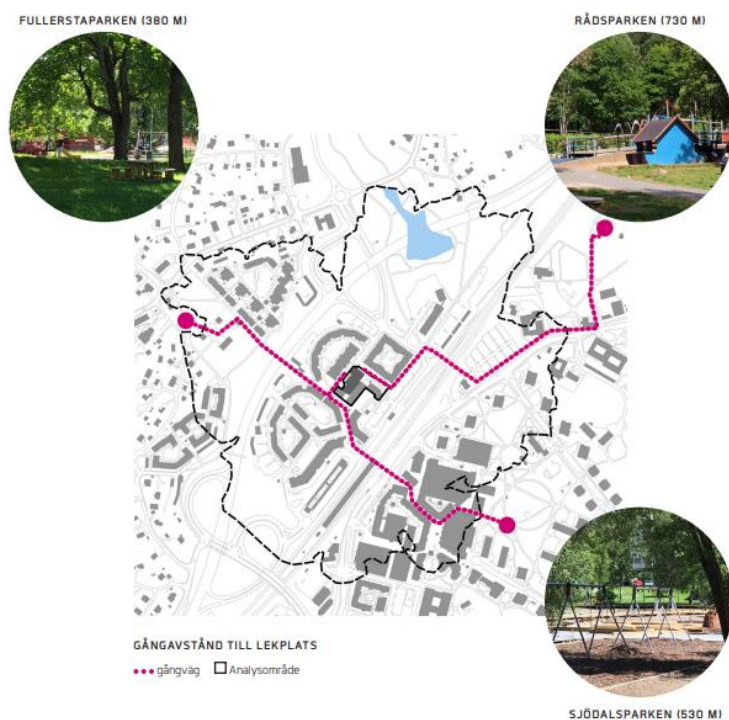 FULLERSTAPARKEN (380 M)
RÅDSPARKEN (730 M)
GÅNGAVSTÅND TILL LEKPLATS
gångväg
Analysområde
SJÖDALSPARKEN (530 M)